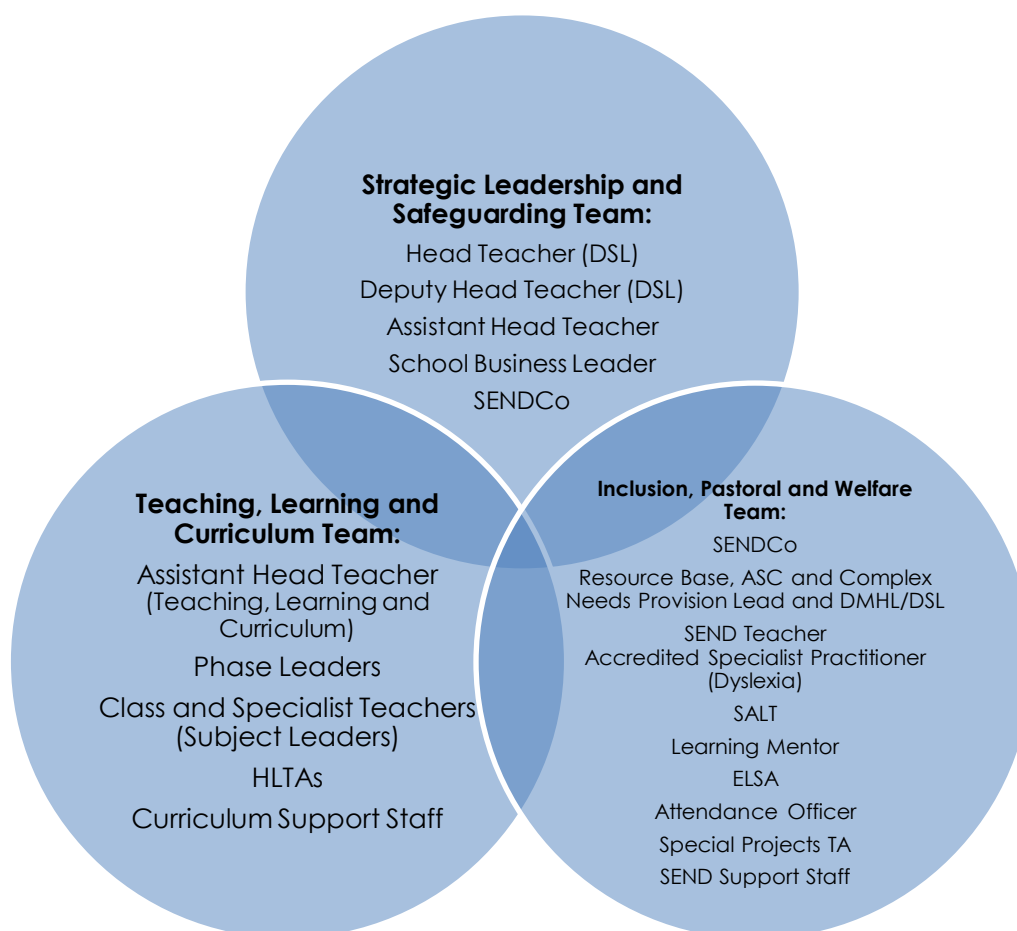 Strategic Leadership and
Safeguarding Team:
Head Teacher (DSL)
Deputy Head Teacher (DSL)
Assistant Head Teacher
School Business Leader
SENDCo
Teaching, Learning and
Curriculum Team:
Assistant Head Teacher
(Teaching, Learning and
Curriculum)
Phase Leaders
Class and Specialist Teachers
(Subject Leaders)
HLTAs
Curriculum Support Staff
Inclusion, Pastoral and Welfare
Team:
SENDCo
Resource Base, ASC and Complex
Needs Provision Lead and DMHL/DSL
SEND Teacher
Accredited Specialist Practitioner
(Dyslexia)
SALT
Learning Mentor
ELSA
Attendance Officer
Special Projects TA
SEND Support Staff